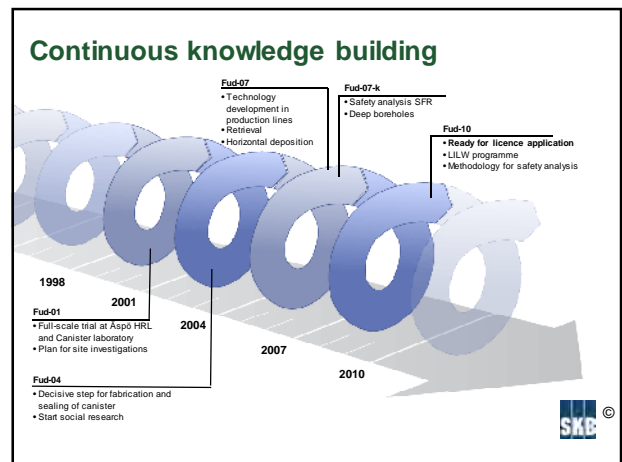 Continuous knowledge building
Fud-07
• Technology
development in
production lines
• Retrieval
• Horizontal deposition
Fud-07-k
• Safety analysis SFR
• Deep boreholes
Fud-10
• Ready for licence application
• LILW programme
• Methodology for safety analysis
1998
2001
2004
2007
2010
Fud-01
• Full-scale trial at Äspö HRL
and Canister laboratory
• Plan for site investigations
Fud-04
• Decisive step for fabrication and
sealing of canister
• Start social research
SKB ©